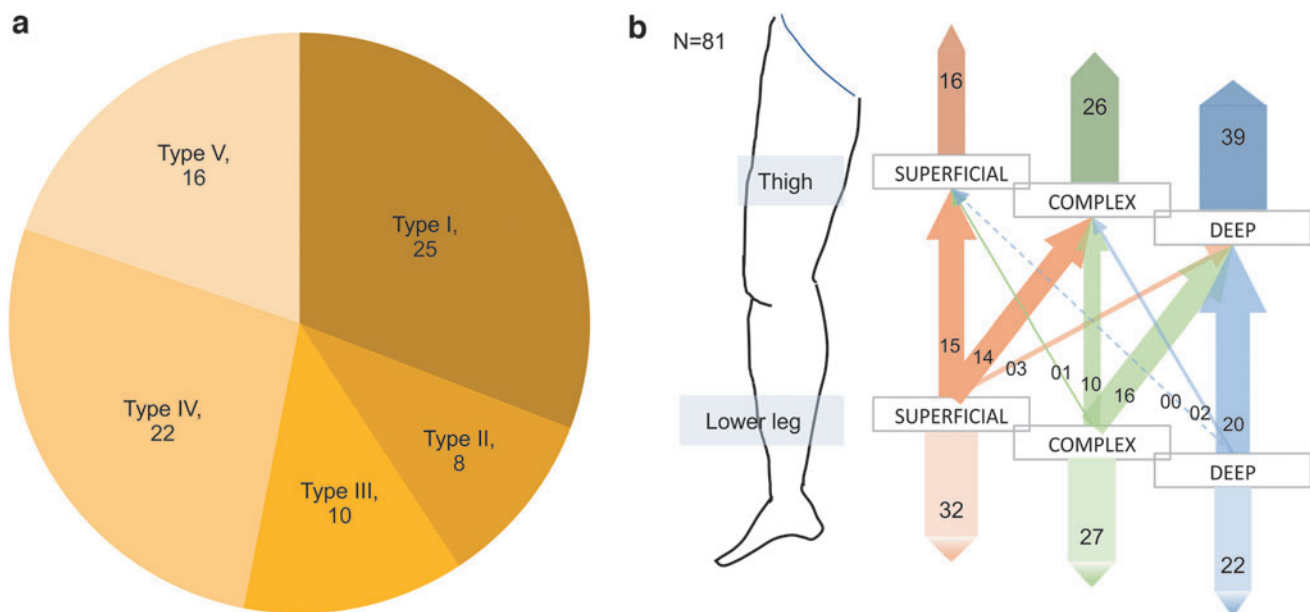 a
Type I,
25
Type II,
8
Type III,
10
Type IV,
22
Type V,
16
b
N=81
Thigh
Lower leg
16
26
39
SUPERFICIAL
COMPLEX
DEEP
15
14
03
01
10
16
00
02
20
SUPERFICIAL
COMPLEX
DEEP
32
27
22